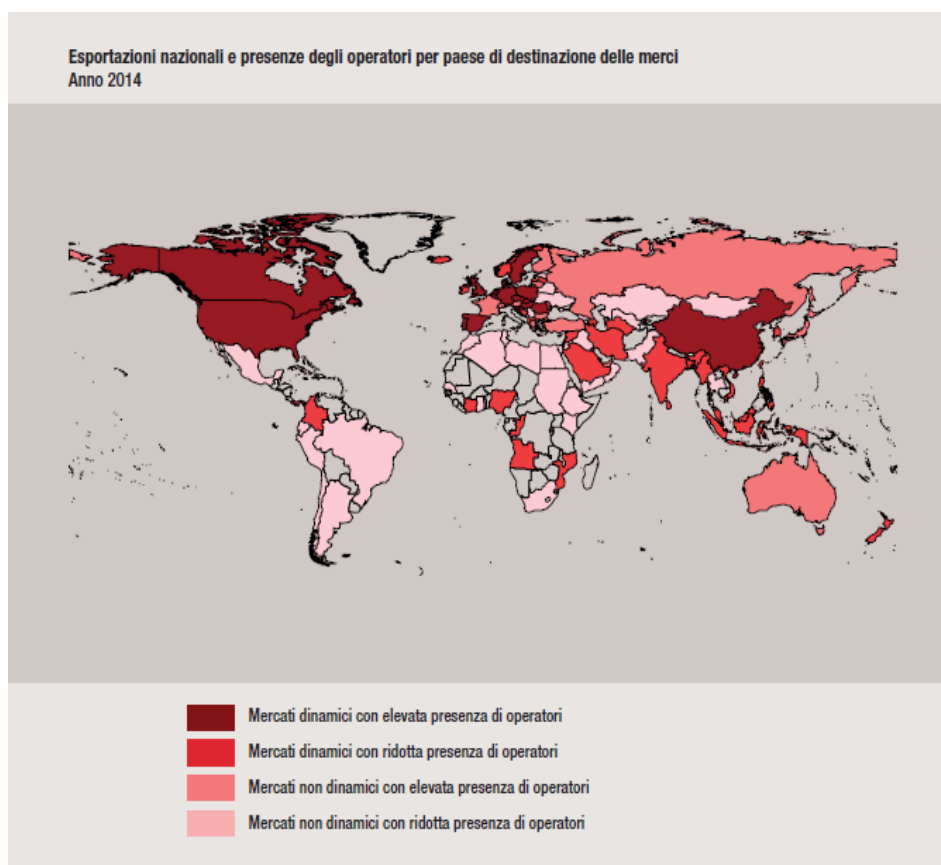 Esportazioni nazionali e presenze degli operatori per paese di destinazione delle merci
Anno 2014
Mercati dinamici con elevata presenza di operatori
Mercati dinamici con ridotta presenza di operatori
Mercati non dinamici con elevata presenza di operatori
Mercati non dinamici con ridotta presenza di operatori